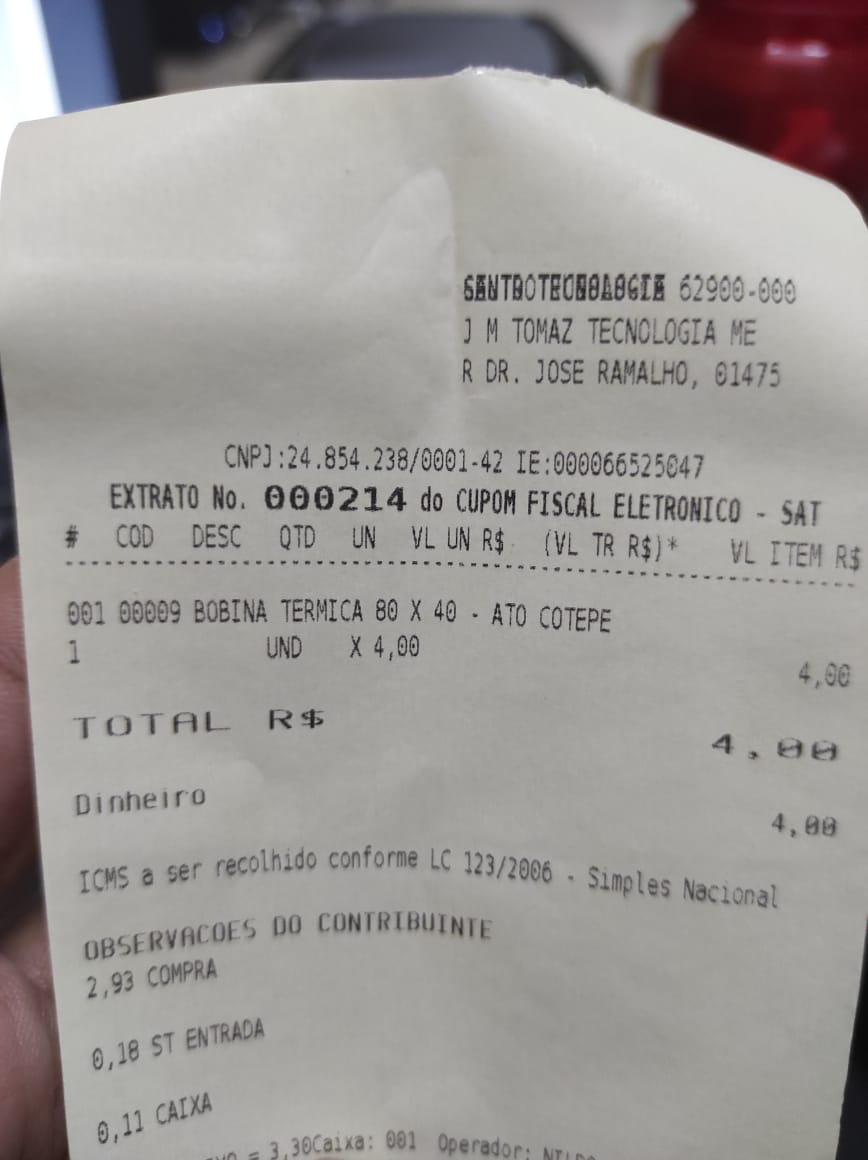 62900-000
J M TOMAZ TECNOLOGIA ME
R DR. JOSE RAMALHO, 01475
CNPJ:24.854.238/0001-42 IE:000066525047
EXTRATO No. 000214 do CUPOM FISCAL ELETRONICO - SAT
# COD DESC QTD UN VL UN R$ (VL TR R$)* VL ITEM R$
001 00009 BOBINA TERMICA 80 X 40 - ATO COTEPE
1 UND X 4,00 4,00
TOTAL R$ 4,00
Dinheiro 4,00
ICMS a ser recolhido conforme LC 123/2006 - Simples Nacional
OBSERVACOES DO CONTRIBUINTE
2,93 COMPRA
0,18 ST ENTRADA
0,11 CAIXA
= 3,30Caixa: 001 Operador: